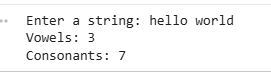 Enter a string: hello world
Vowels: 3
Consonants: 7